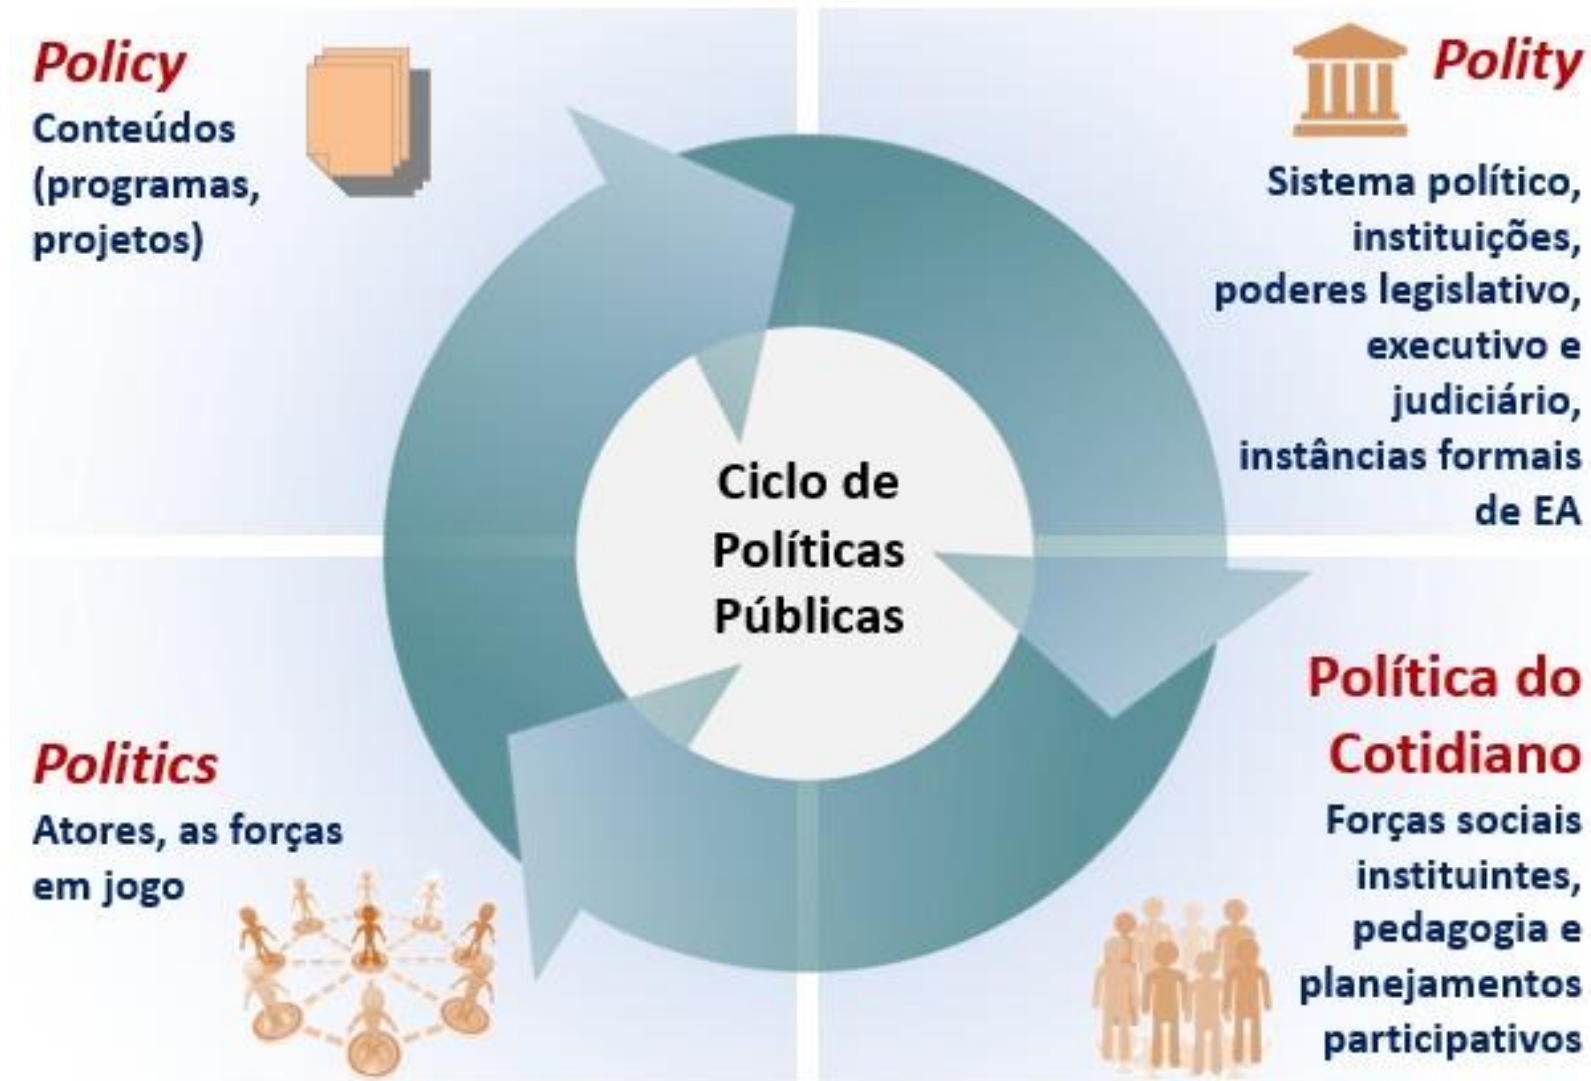 Policy
Conteúdos
(programas,
projetos)
Polity
Sistema político,
instituições,
poderes legislativo,
executivo e
judiciário,
instâncias formais
de EA
Ciclo de
Políticas
Públicas
Politics
Atores, as forças
em jogo
Política do
Cotidiano
Forças sociais
instituintes,
pedagogia e
planejamentos
participativos